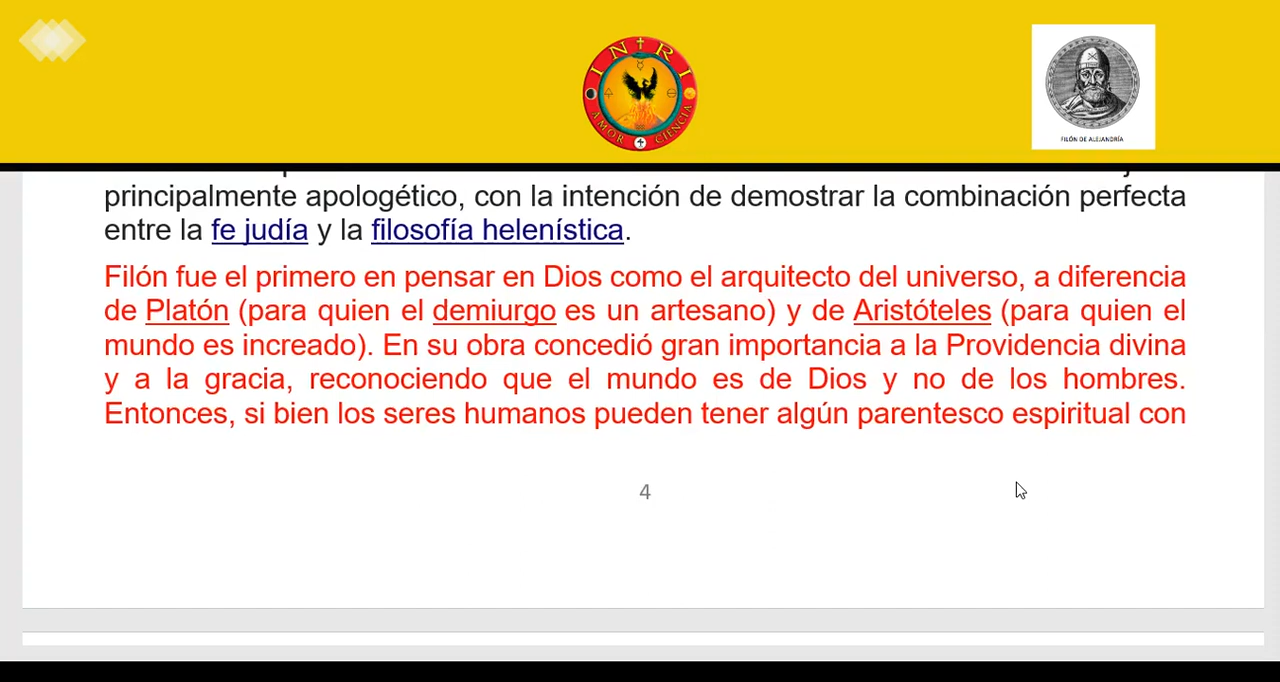 INRI
AMOR CIENCIA
FILÓN DE ALEJANDRÍA
principalmente apologético, con la intención de demostrar la combinación perfecta
entre la fe judía y la filosofía helenística.
Filón fue el primero en pensar en Dios como el arquitecto del universo, a diferencia
de Platón (para quien el demiurgo es un artesano) y de Aristóteles (para quien el
mundo es increado). En su obra concedió gran importancia a la Providencia divina
y a la gracia, reconociendo que el mundo es de Dios y no de los hombres.
Entonces, si bien los seres humanos pueden tener algún parentesco espiritual con
4